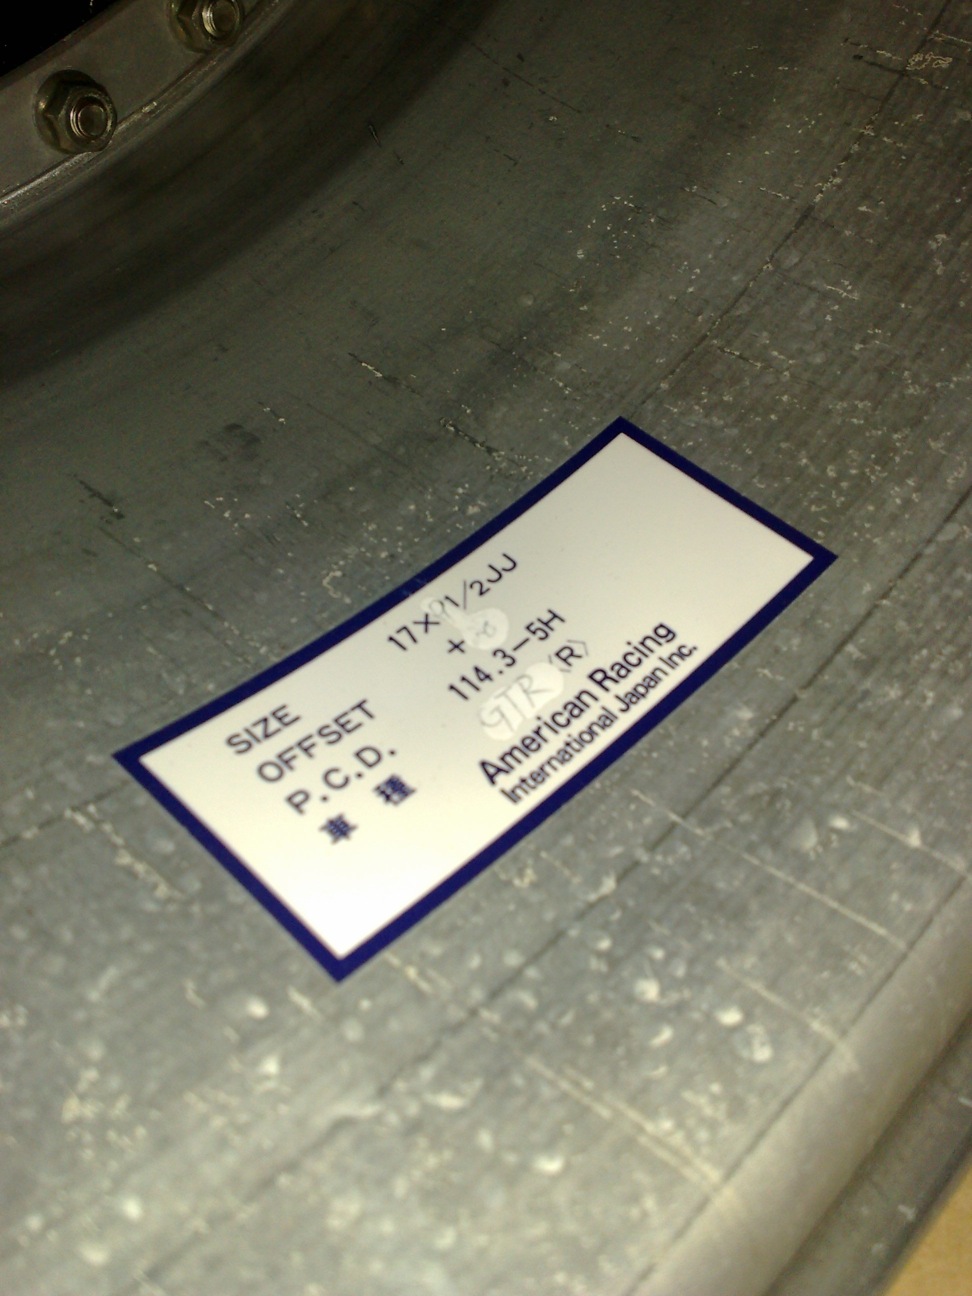 SIZE 17×91/2JJ
OFFSET +
P.C.D. 114.3-5H
車種 GTR〈R〉
American Racing
International Japan Inc.